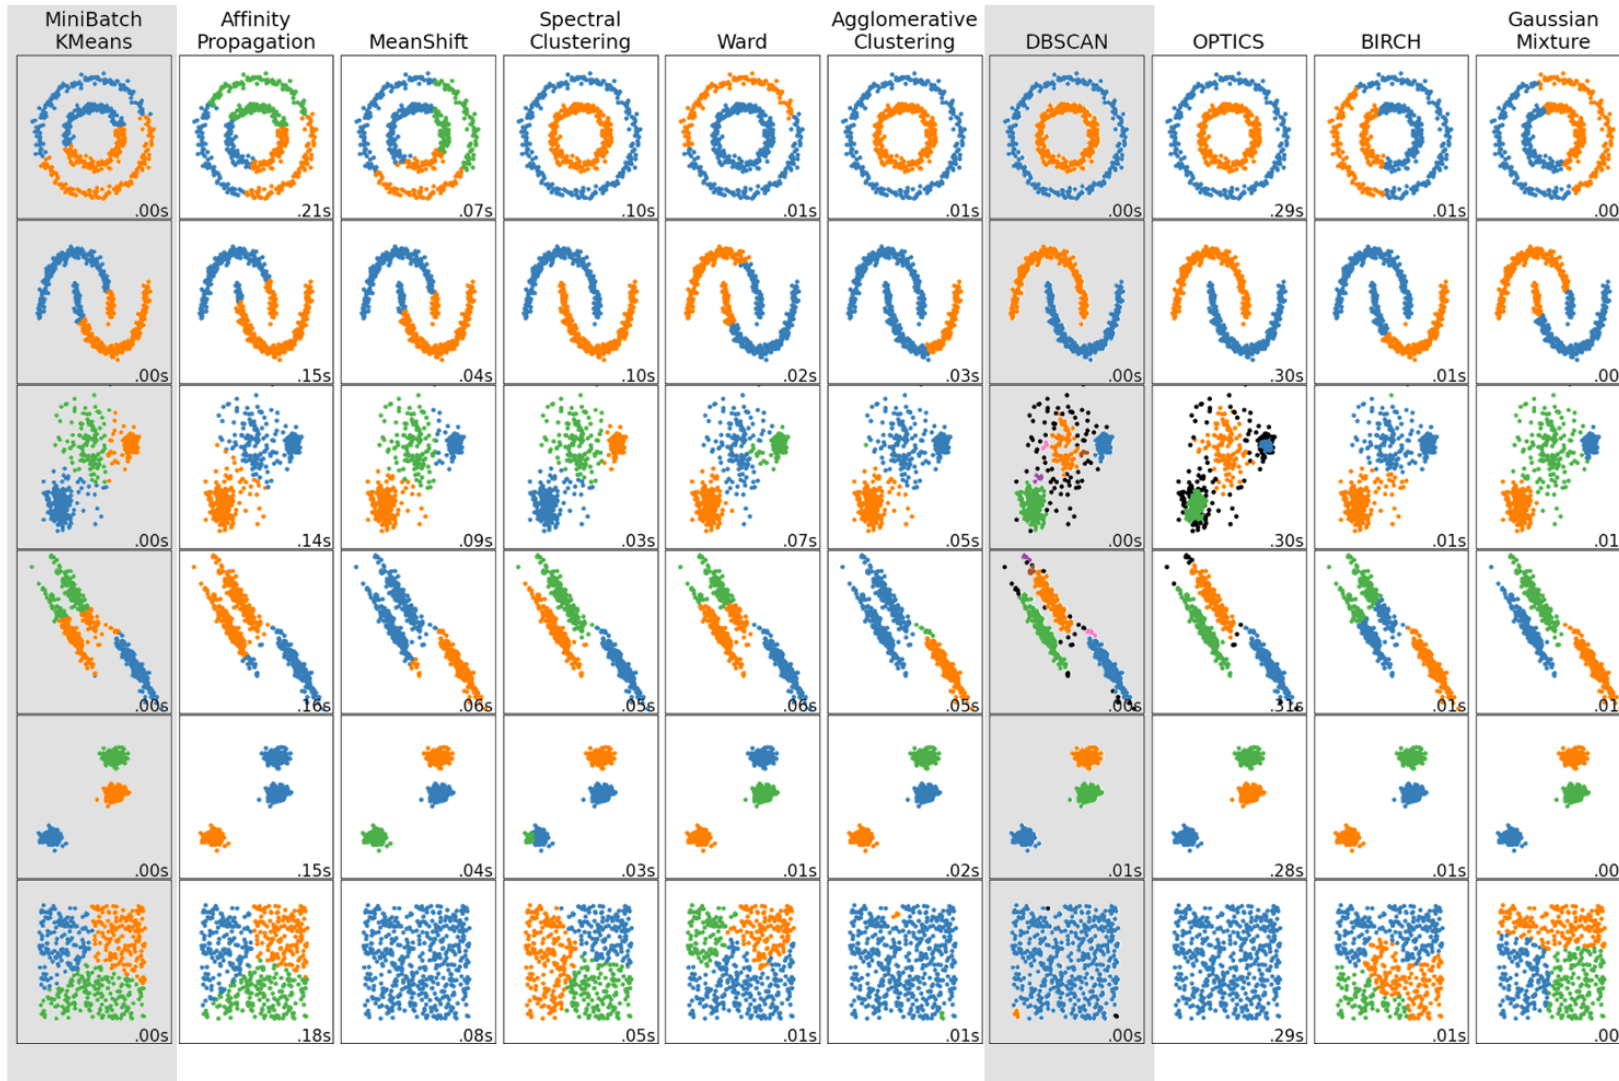 MiniBatch
KMeans
Affinity
Propagation
MeanShift
Spectral
Clustering
Ward
Agglomerative
Clustering
DBSCAN
OPTICS
BIRCH
Gaussian
Mixture
.00s .21s .07s .10s .01s .01s .00s .29s .01s .00
.00s .15s .04s .10s .02s .03s .00s .30s .01s .00
.00s .14s .09s .03s .07s .05s .00s .30s .01s .01
.00s .16s .06s .05s .06s .05s .00s .31s .01s .01
.00s .15s .04s .03s .01s .02s .01s .28s .01s .00
.00s .18s .08s .05s .01s .01s .00s .29s .01s .00